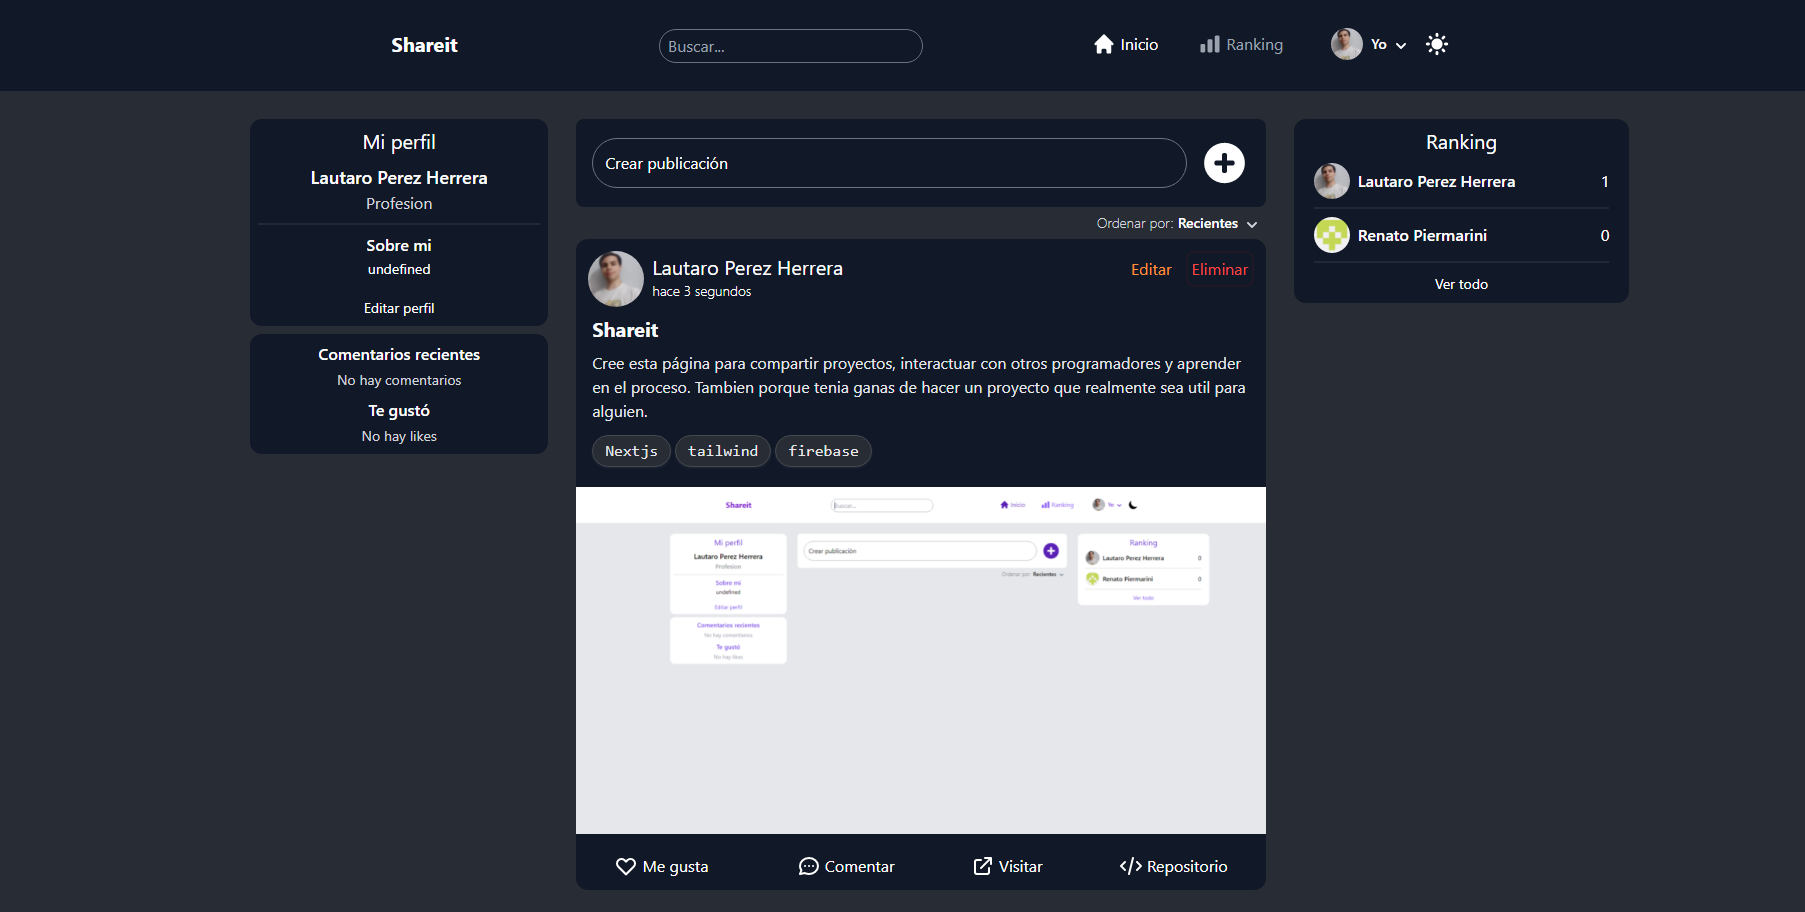 Shareit
Buscar...
Inicio
Ranking
Yo
Mi perfil
Lautaro Perez Herrera
Profesion
Sobre mi
undefined
Editar perfil
Comentarios recientes
No hay comentarios
Te gustó
No hay likes
Crear publicación
Ordenar por: Recientes
Lautaro Perez Herrera
hace 3 segundos
Editar
Eliminar
Shareit
Cree esta página para compartir proyectos, interactuar con otros programadores y aprender
en el proceso. Tambien porque tenia ganas de hacer un proyecto que realmente sea util para
alguien.
Nextjs
tailwind
firebase
Shareit
Buscar...
Inicio
Ranking
Yo
Mi perfil
Lautaro Perez Herrera
Profesion
Sobre mi
undefined
Editar perfil
Comentarios recientes
No hay comentarios
Te gustó
No hay likes
Crear publicación
Ordenar por: Recientes
Ranking
Lautaro Perez Herrera 0
Renato Piermarini 0
Ver todo
Me gusta
Comentar
Visitar
Repositorio
Ranking
Lautaro Perez Herrera 1
Renato Piermarini 0
Ver todo